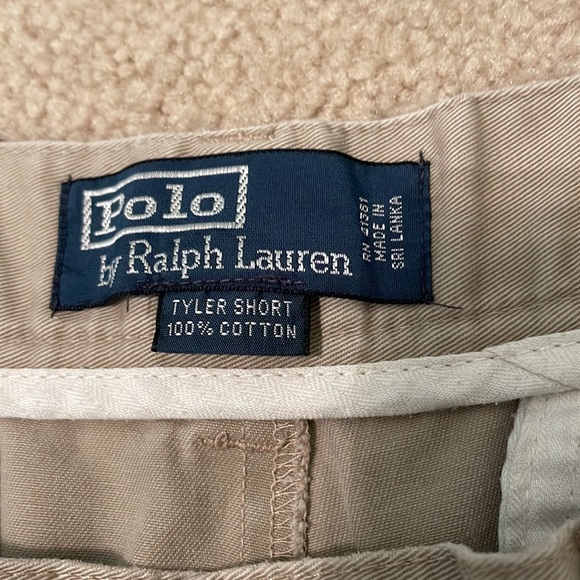 Polo
by Ralph Lauren
RN 41381
MADE IN
SRI LANKA
TYLER SHORT
100% COTTON